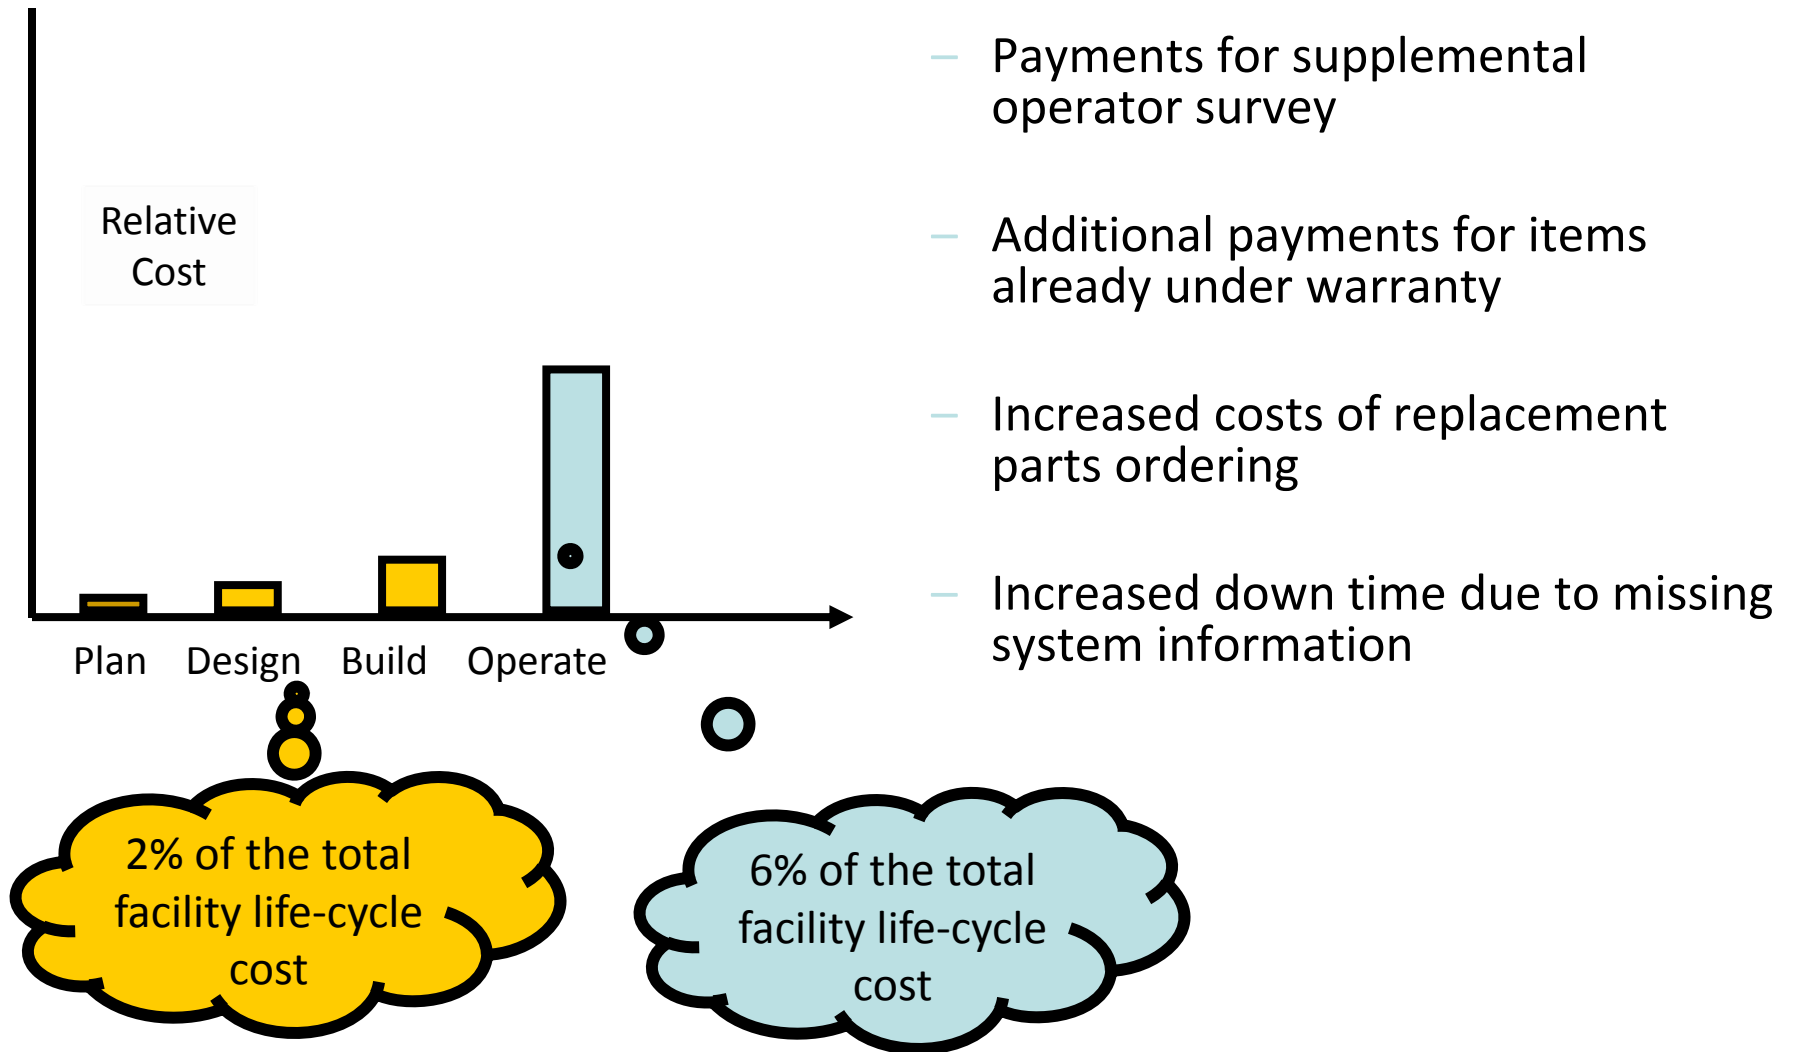 Relative
Cost
Plan Design Build Operate
2% of the total
facility life-cycle
cost
6% of the total
facility life-cycle
cost
– Payments for supplemental
operator survey
– Additional payments for items
already under warranty
– Increased costs of replacement
parts ordering
– Increased down time due to missing
system information